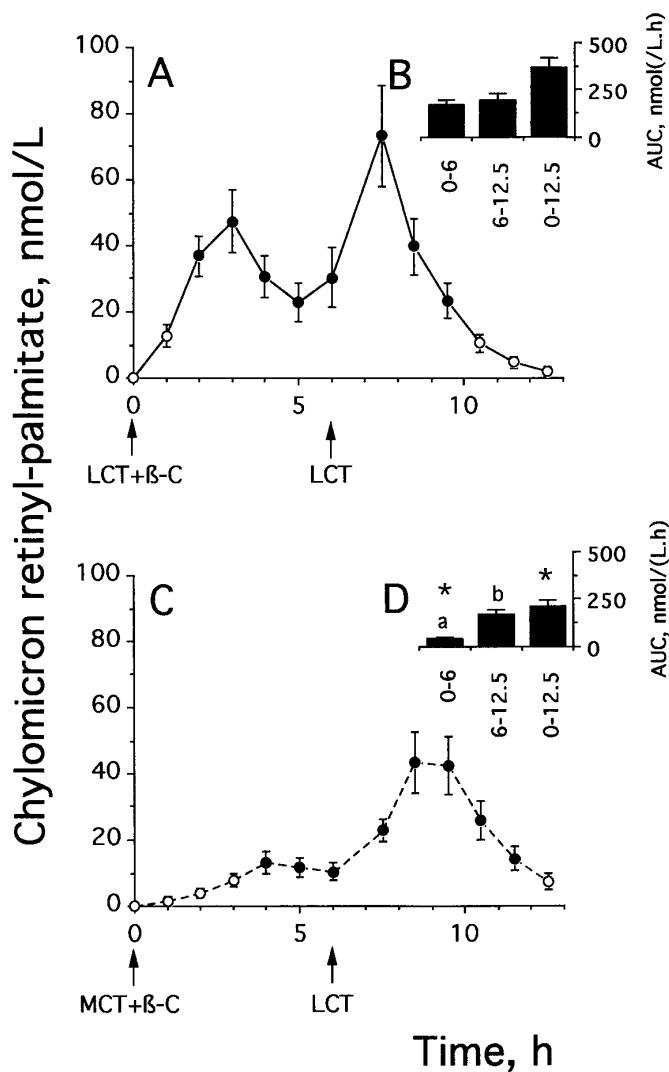 Chylomicron retinyl-palmitate, nmol/L
A
100
80
60
40
20
0
0 5 10
LCT+ß-C LCT
B
500
250
0
AUC, nmol(/L.h)
0-6 6-12.5 0-12.5
C
100
80
60
40
20
0
0 5 10
MCT+ß-C LCT
D
* a b *
500
250
0
AUC, nmol/(L.h)
0-6 6-12.5 0-12.5
Time, h